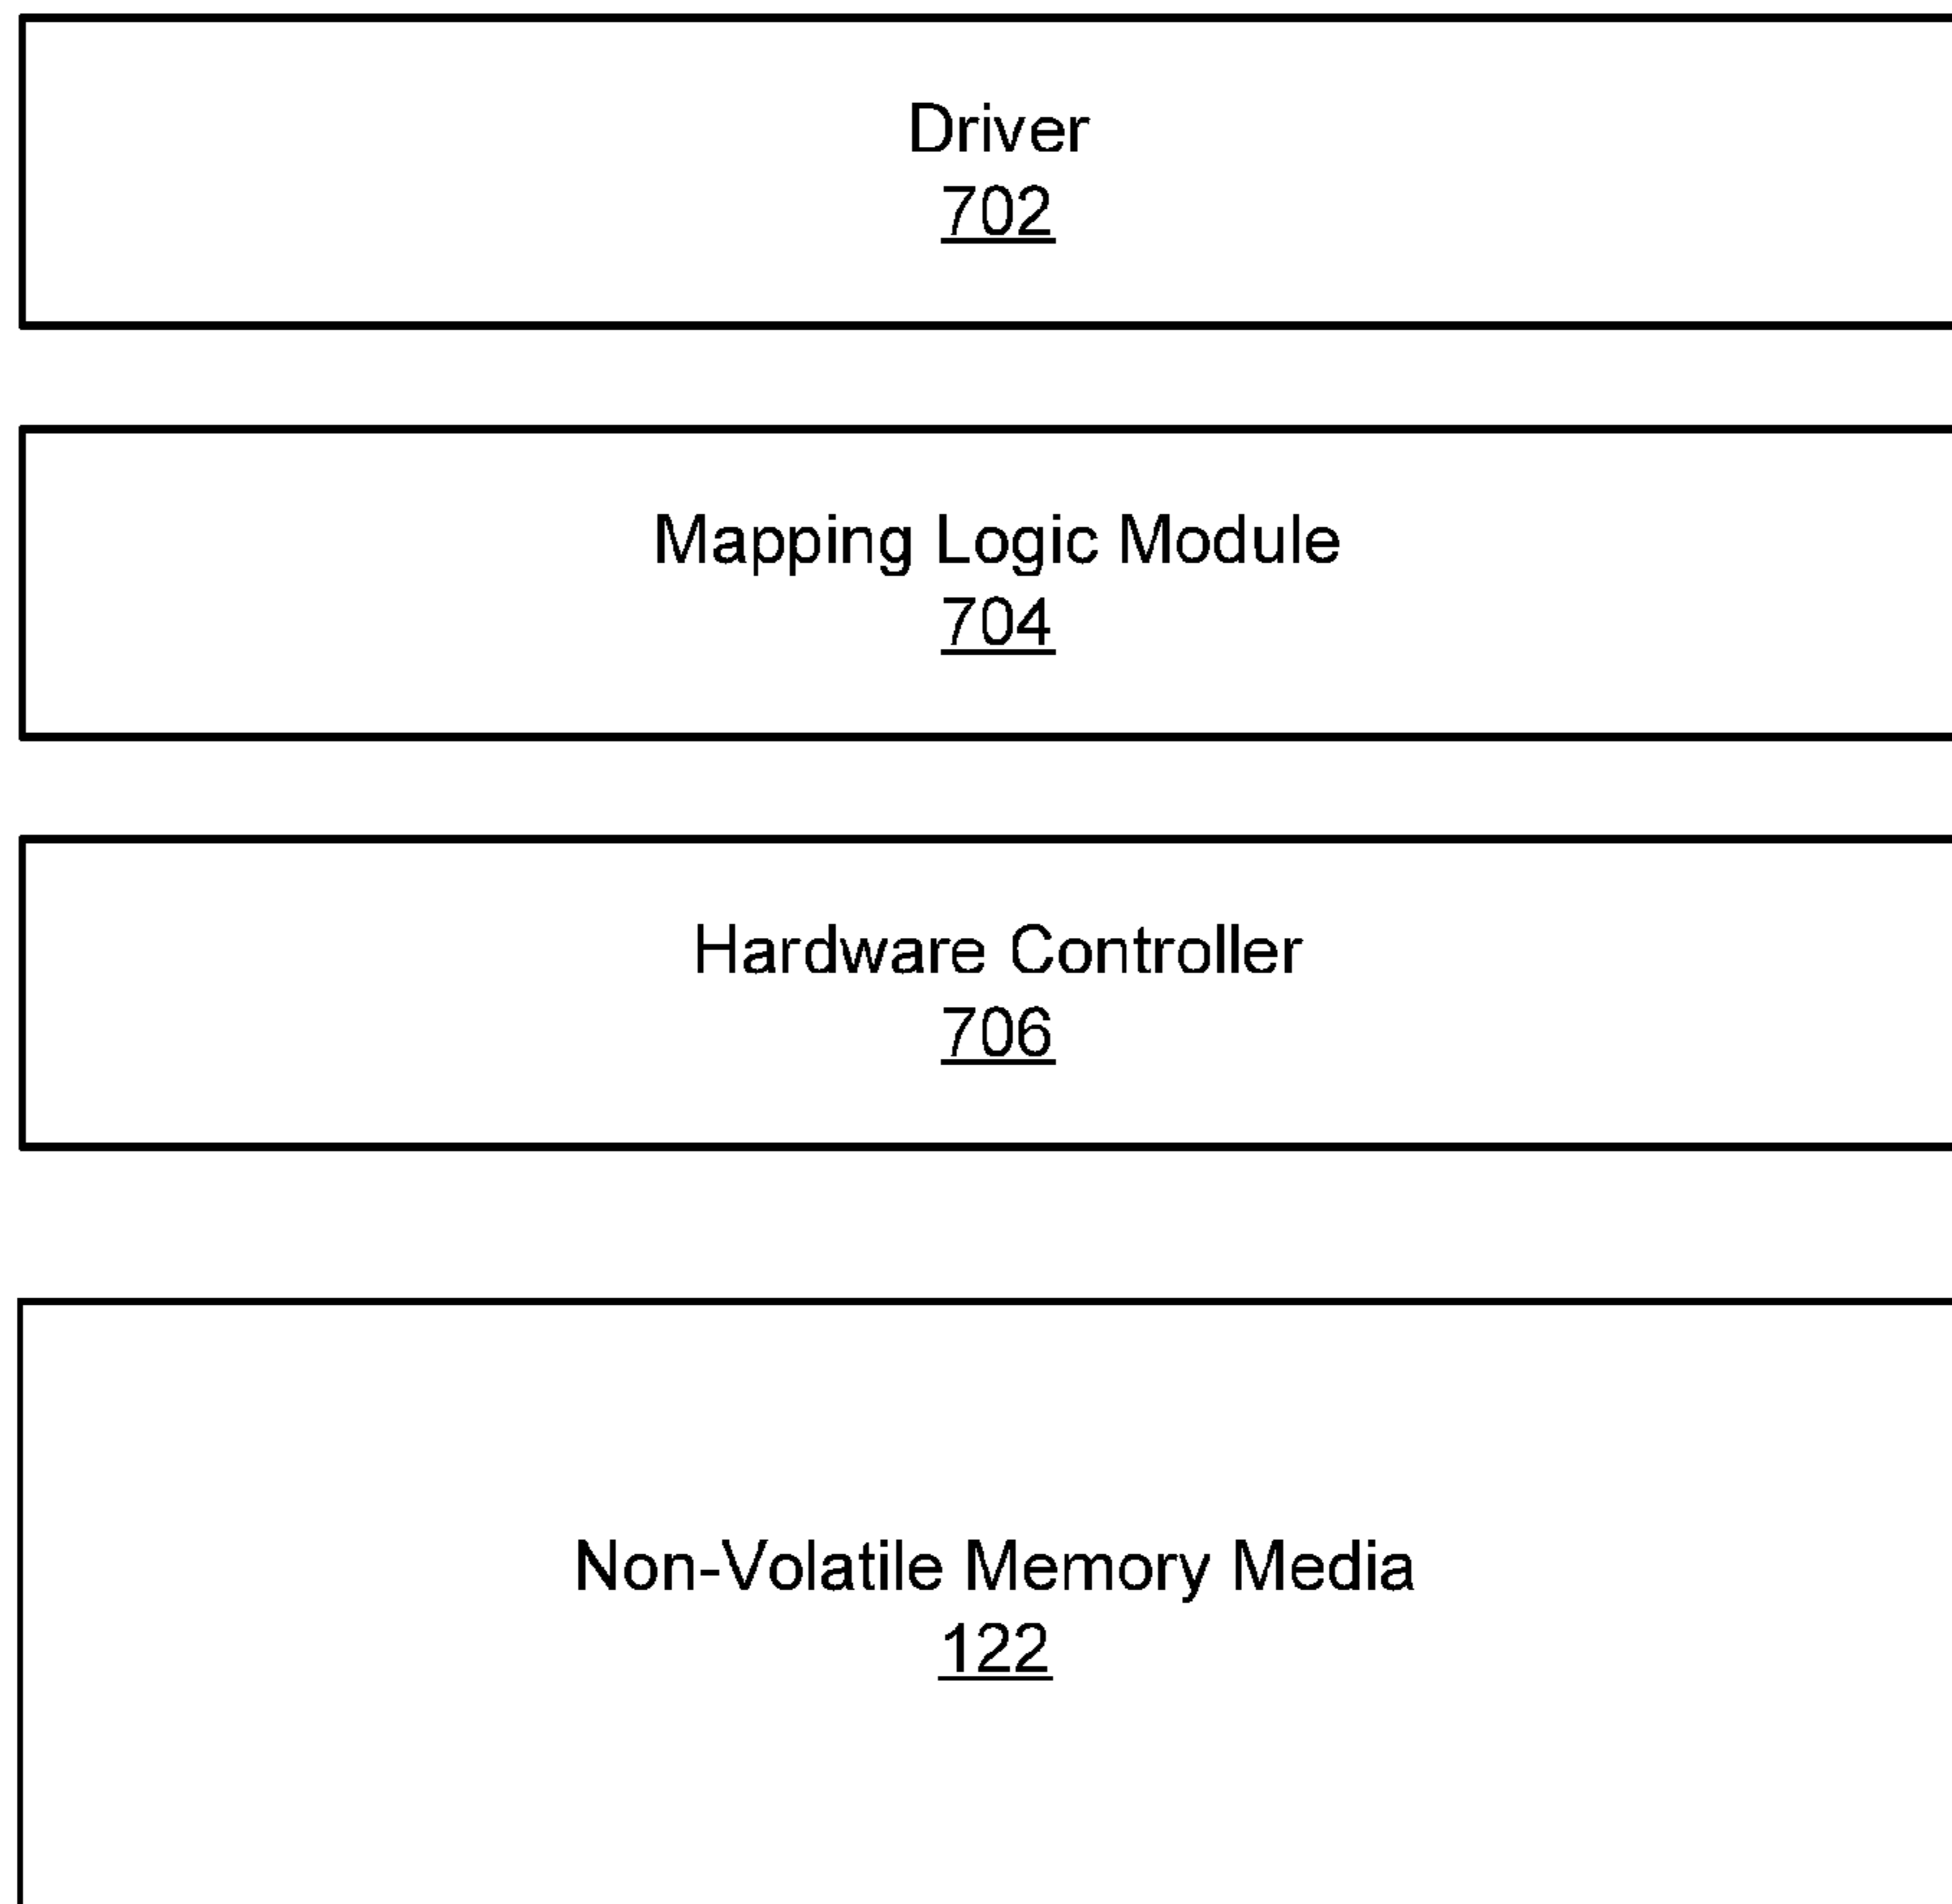 Driver
702
Mapping Logic Module
704
Hardware Controller
706
Non-Volatile Memory Media
122